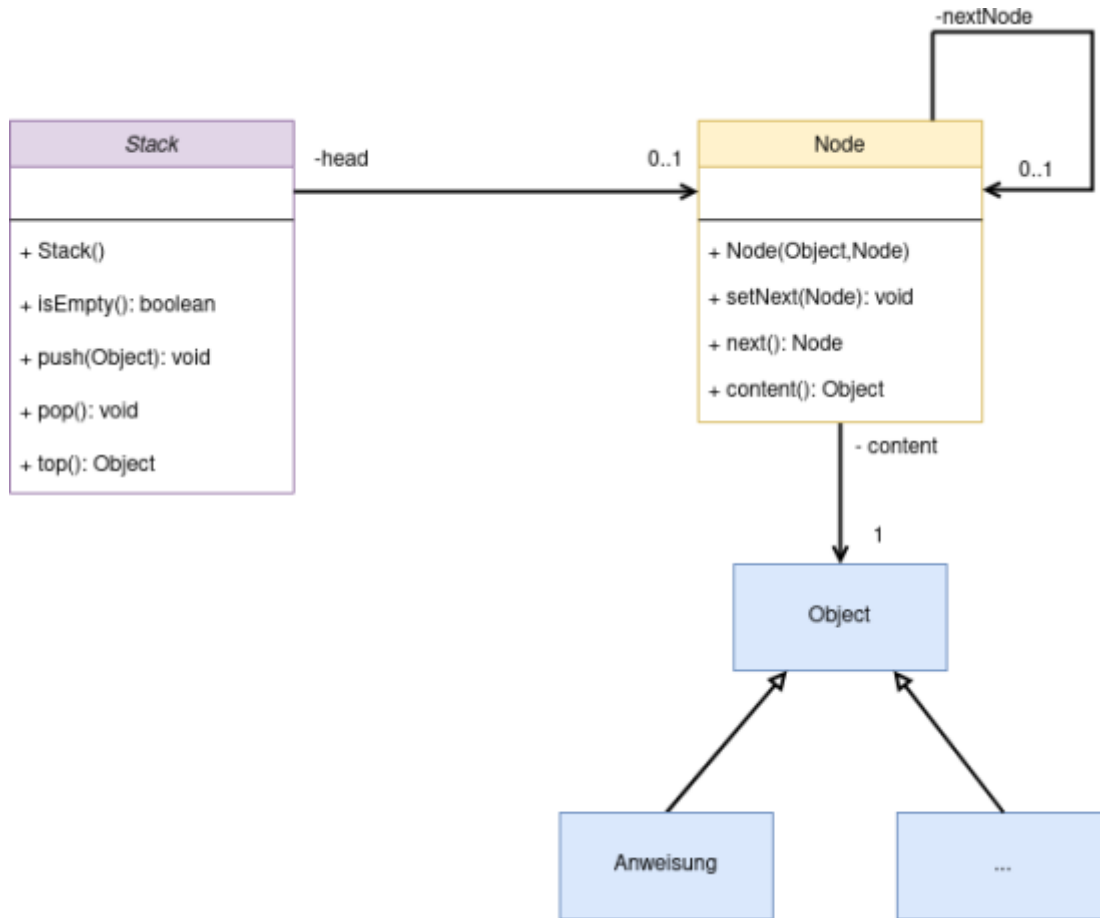 -nextNode
Stack
-head
0..1
Node
0..1
+ Stack()
+ isEmpty(): boolean
+ push(Object): void
+ pop(): void
+ top(): Object
+ Node(Object,Node)
+ setNext(Node): void
+ next(): Node
+ content(): Object
- content
1
Object
Anweisung
...